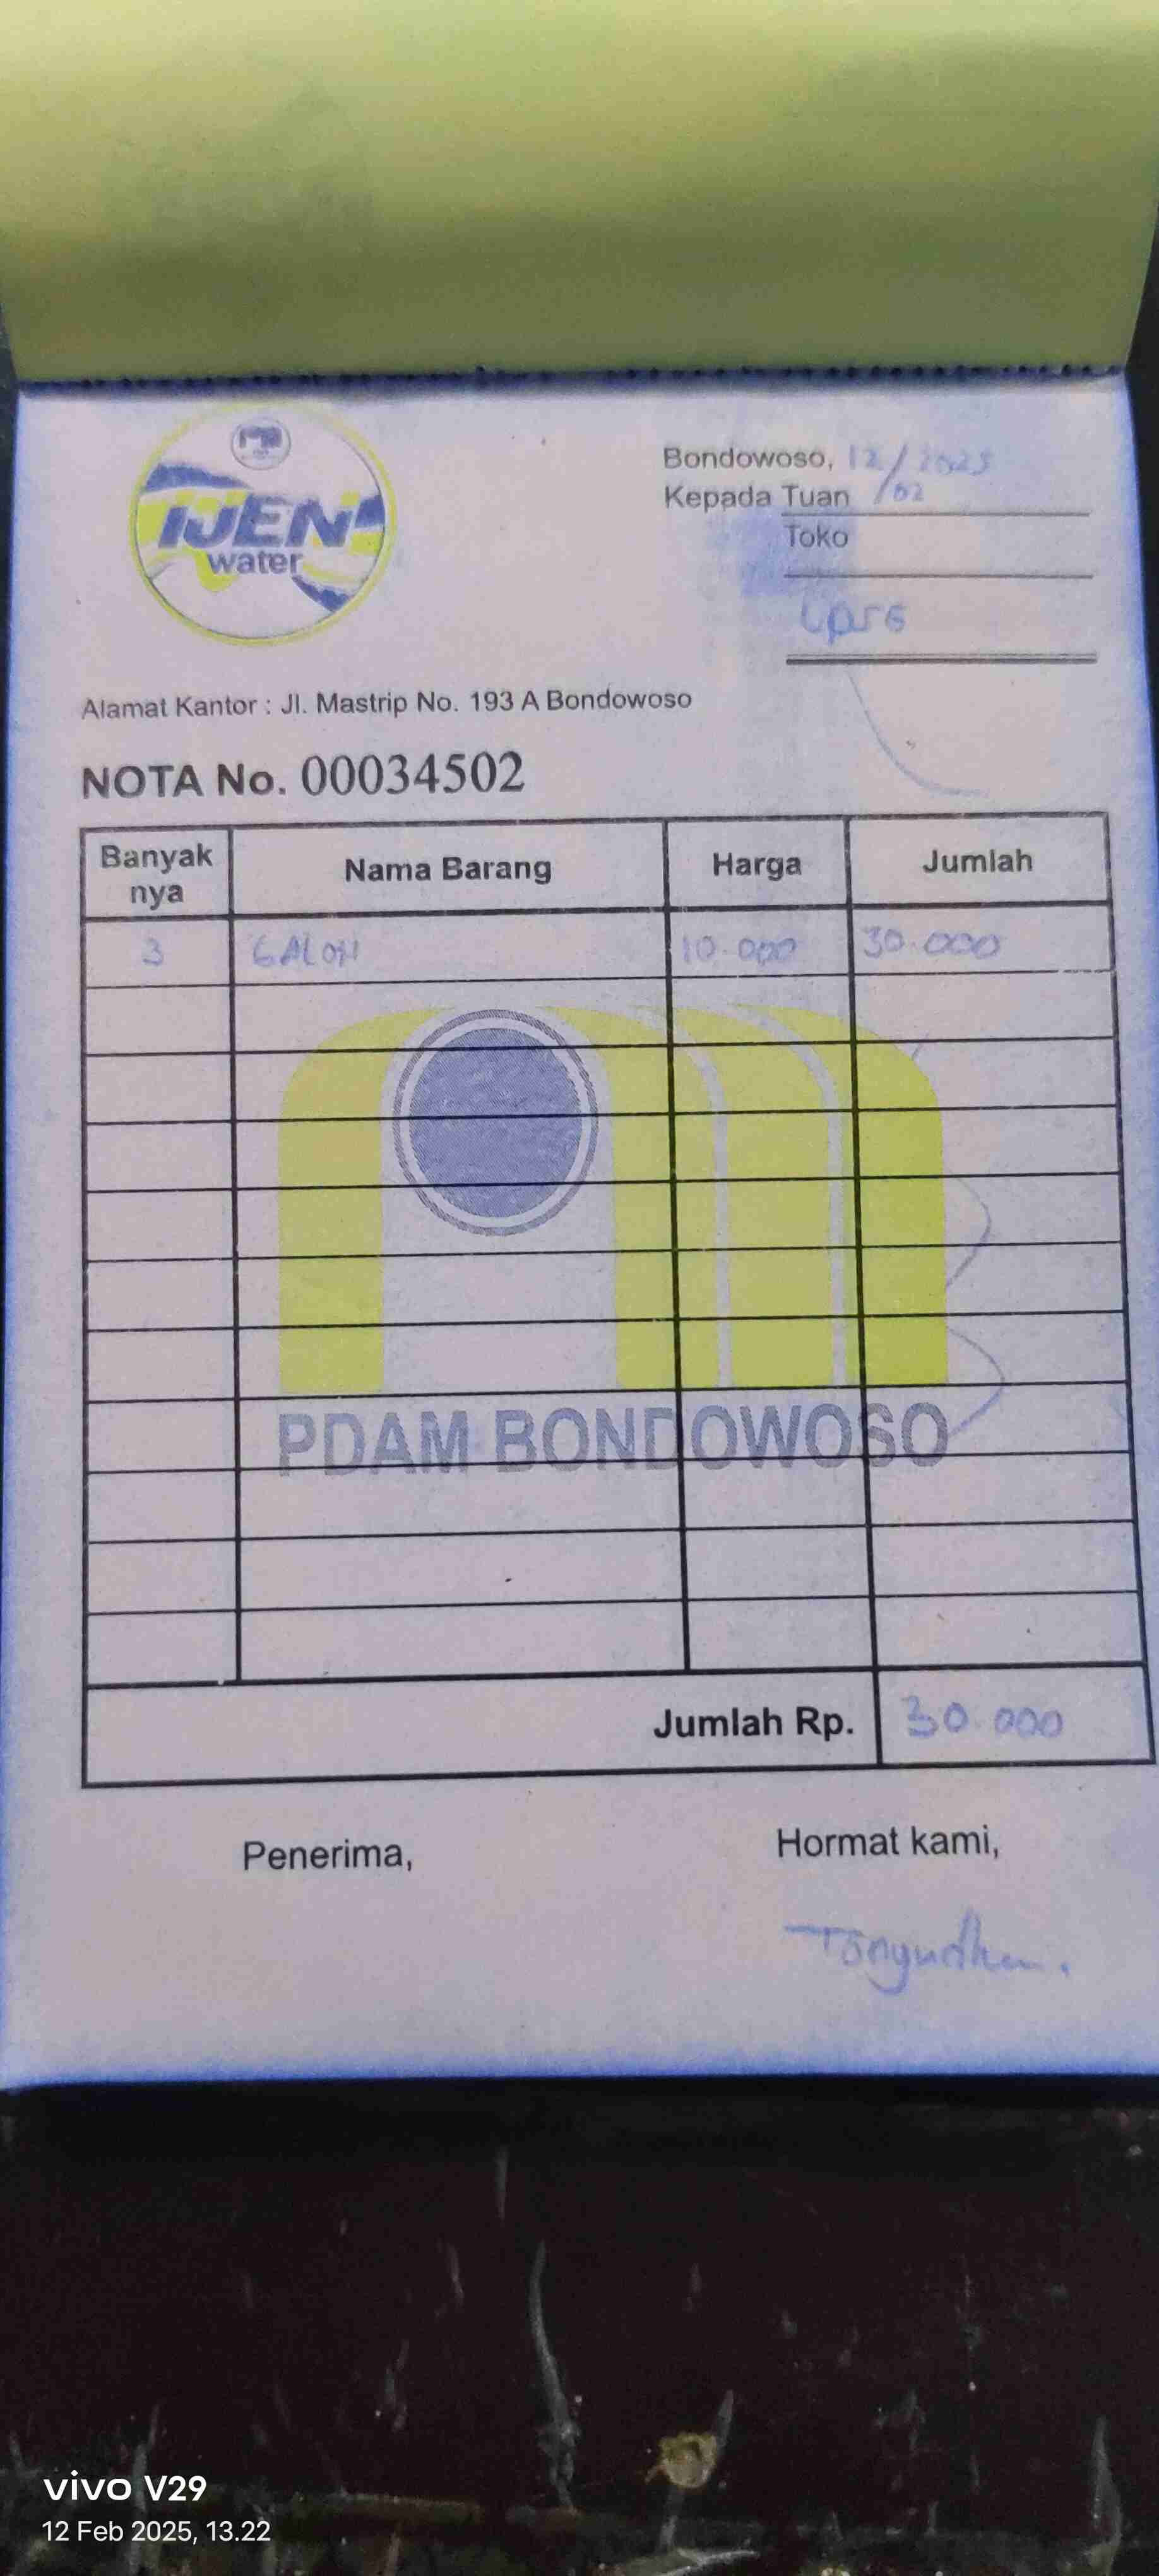 IJEN
water
Bondowoso, 12/02 2025
Kepada Tuan
Toko
Alamat Kantor : Jl. Mastrip No. 193 A Bondowoso
NOTA No. 00034502
Banyak nya Nama Barang Harga Jumlah
3 GALON 10.000 30.000
PDAM BONDOWOSO
Jumlah Rp. 30.000
Penerima, Hormat kami,
vivo V29
12 Feb 2025, 13.22